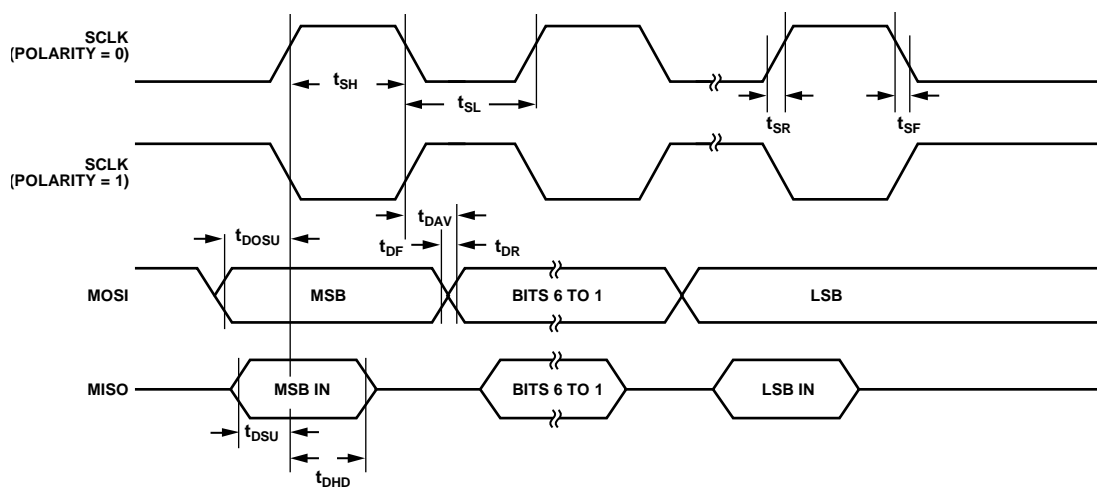 SCLK
(POLARITY = 0)
tSH
tSL
tSR
tSF
SCLK
(POLARITY = 1)
tDAV
tDOSU
tDF
tDR
MOSI
MSB
BITS 6 TO 1
LSB
MISO
MSB IN
BITS 6 TO 1
LSB IN
tDSU
tDHD